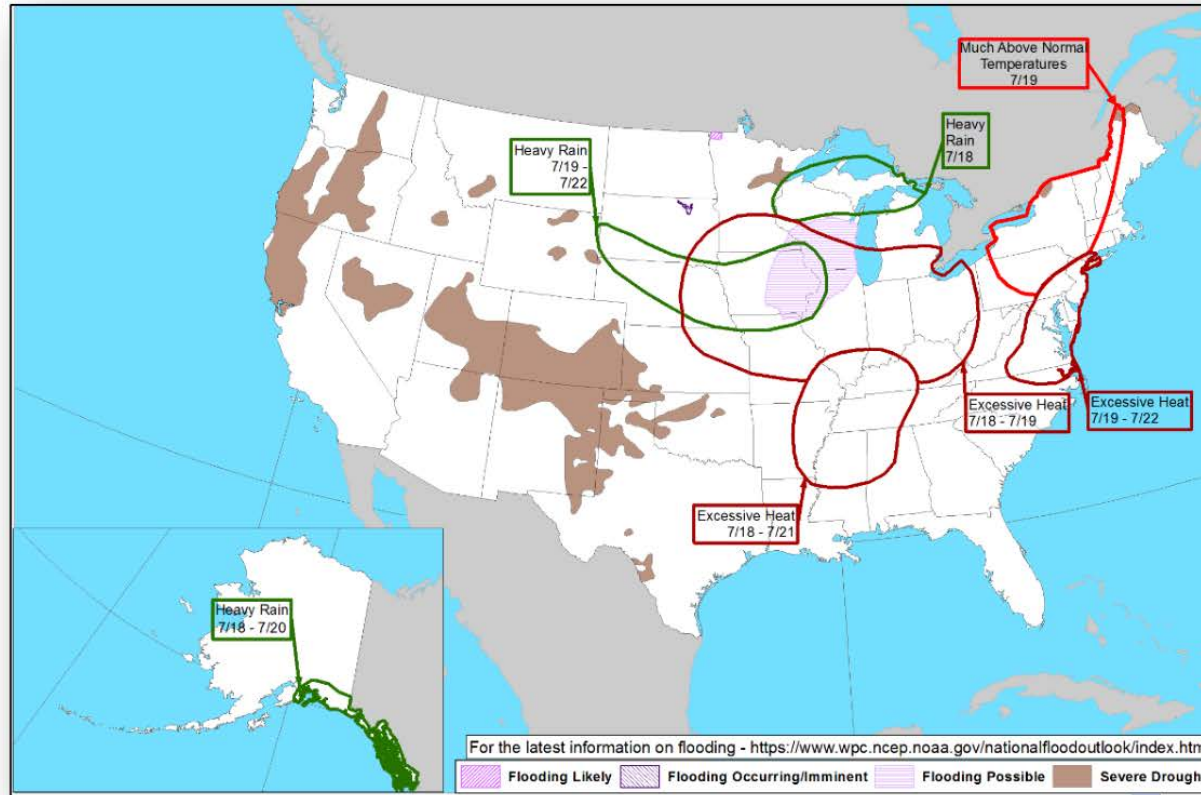 Much Above Normal
Temperatures
7/19
Heavy
Rain
7/18
Heavy Rain
7/19 -
7/22
Excessive Heat
7/18 - 7/19
Excessive Heat
7/19 - 7/22
Excessive Heat
7/18 - 7/21
Heavy Rain
7/18 - 7/20
For the latest information on flooding - https://www.wpc.ncep.noaa.gov/nationalfloodoutlook/index.htm
Flooding Likely
Flooding Occurring/Imminent
Flooding Possible
Severe Drough